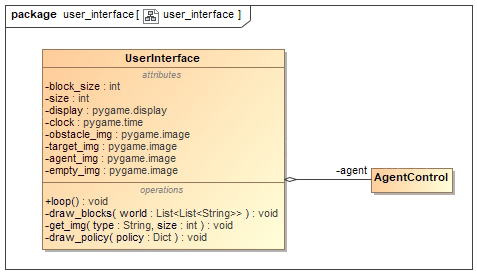 package user_interface [ user_interface ]
UserInterface
attributes
-block_size : int
-size : int
-display : pygame.display
-clock : pygame.time
-obstacle_img : pygame.image
-target_img : pygame.image
-agent_img : pygame.image
-empty_img : pygame.image
operations
+loop() : void
-draw_blocks( world : List<List<String>> ) : void
-get_img( type : String, size : int ) : void
-draw_policy( policy : Dict ) : void
-agent
AgentControl